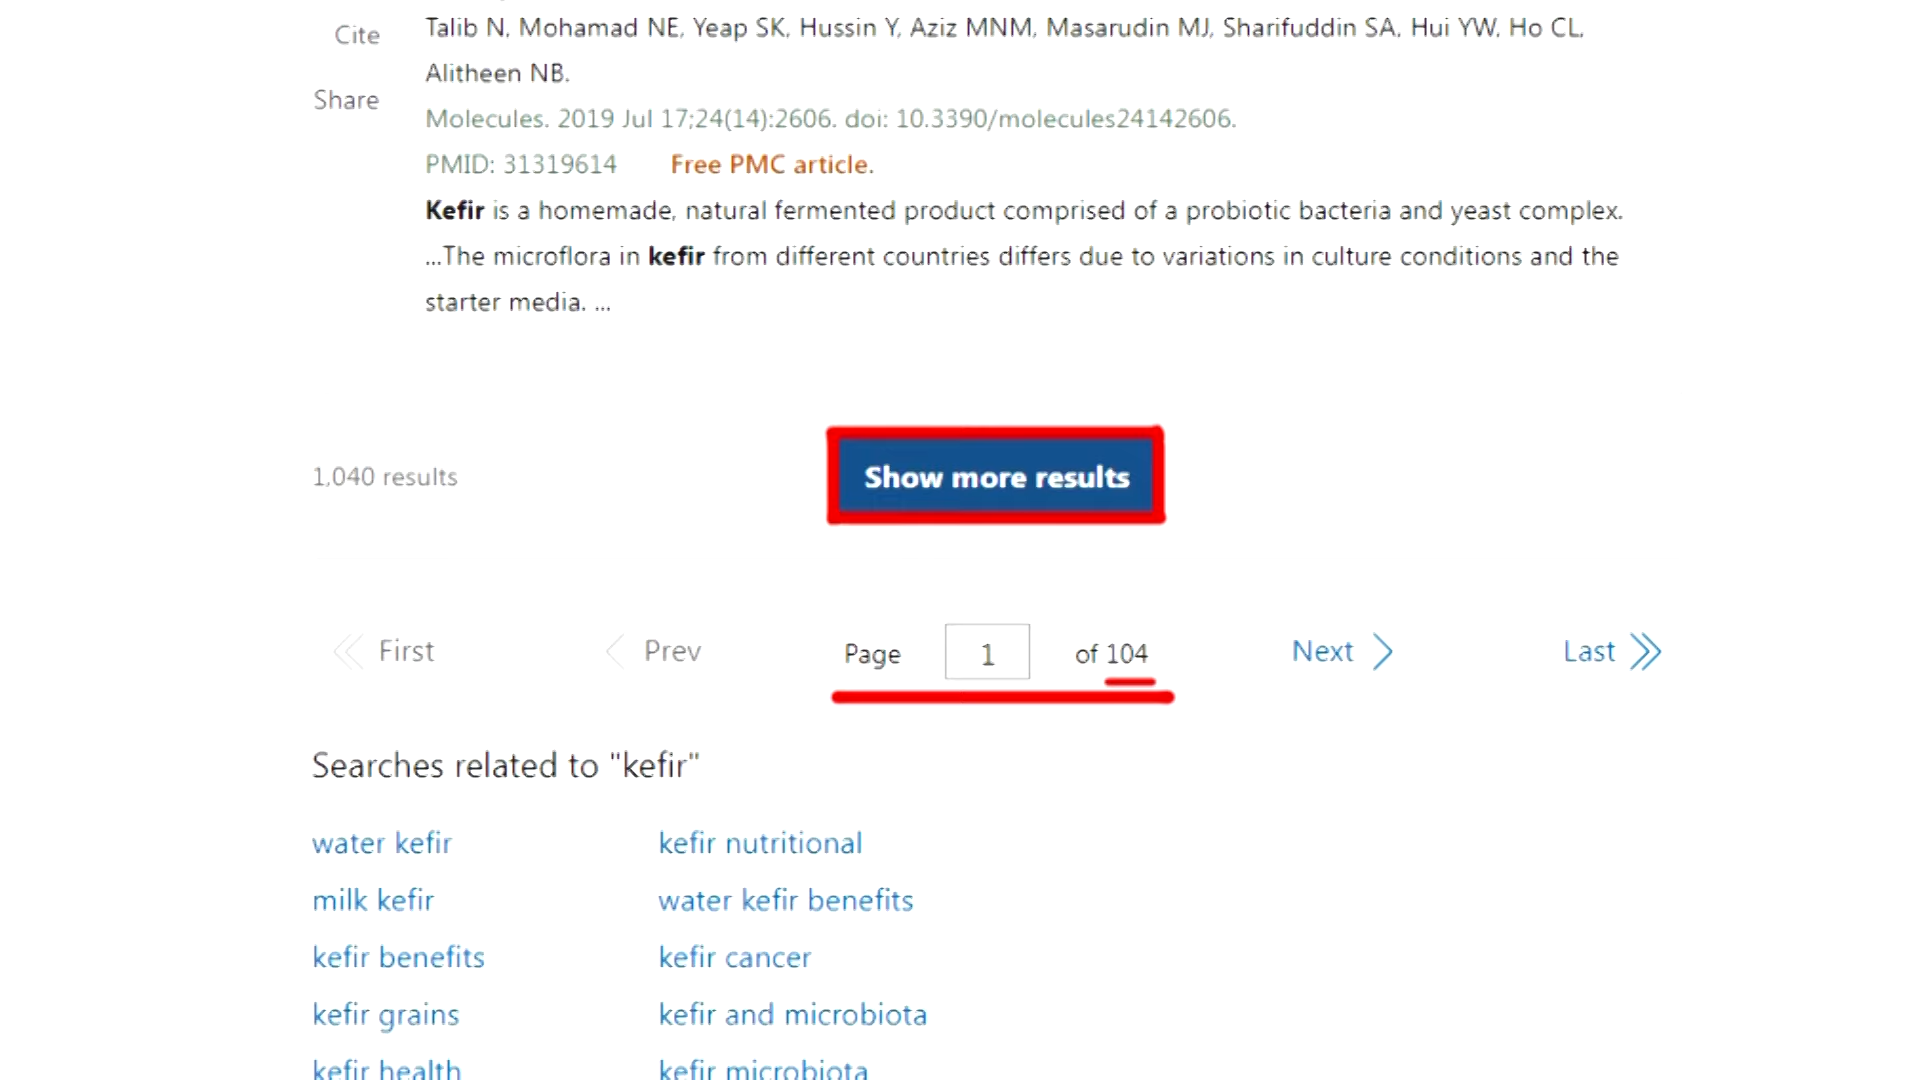 Cite
Share
Talib N, Mohamad NE, Yeap SK, Hussin Y, Aziz MNM, Masarudin MJ, Sharifuddin SA, Hui YW, Ho CL,
Alitheen NB.
Molecules. 2019 Jul 17;24(14):2606. doi: 10.3390/molecules24142606.
PMID: 31319614 Free PMC article.
Kefir is a homemade, natural fermented product comprised of a probiotic bacteria and yeast complex.
...The microflora in kefir from different countries differs due to variations in culture conditions and the
starter media. ...
1,040 results
Show more results
First Prev Page 1 of 104 Next Last
Searches related to "kefir"
water kefir
milk kefir
kefir benefits
kefir grains
kefir health
kefir nutritional
water kefir benefits
kefir cancer
kefir and microbiota
kefir microbiota